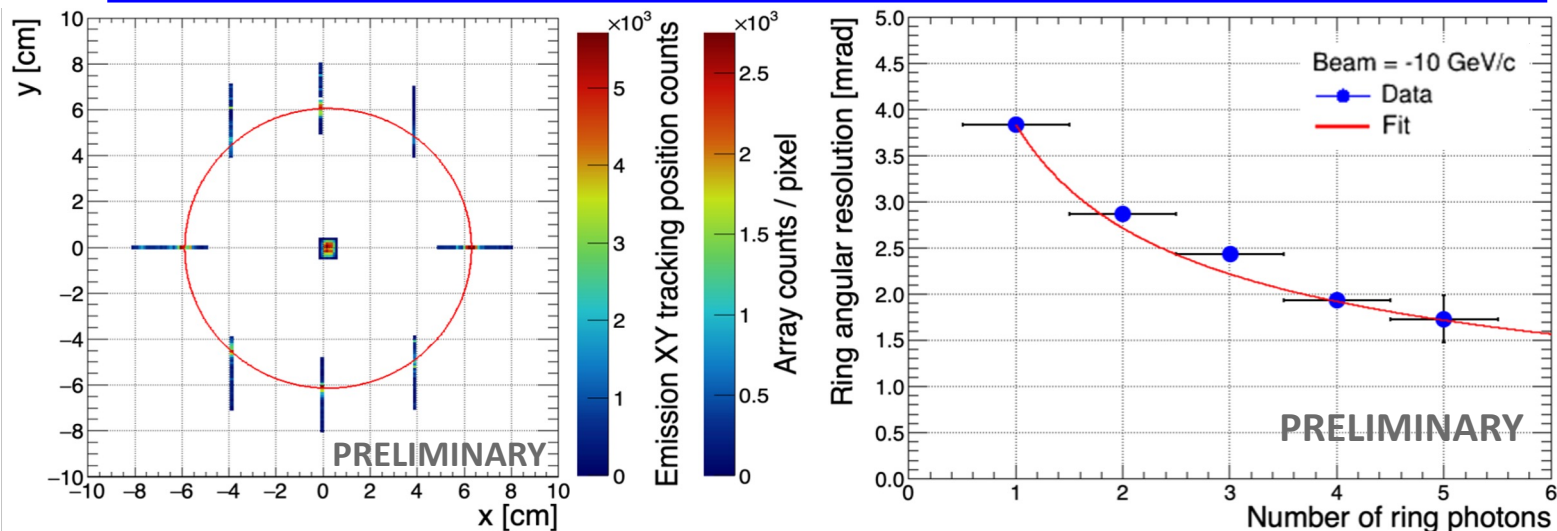 y [cm]
10
8
6
4
2
0
−2
−4
−6
−8
−10
−10 −8 −6 −4 −2 0 2 4 6 8 10
x [cm]
PRELIMINARY
×10³
5
4
3
2
1
0
Emission XY tracking position counts
×10³
2.5
2
1.5
1
0.5
0
Array counts / pixel
Ring angular resolution [mrad]
5.0
4.5
4.0
3.5
3.0
2.5
2.0
1.5
1.0
0.5
0.0
0 1 2 3 4 5 6
Number of ring photons
Beam = -10 GeV/c
Data
Fit
PRELIMINARY